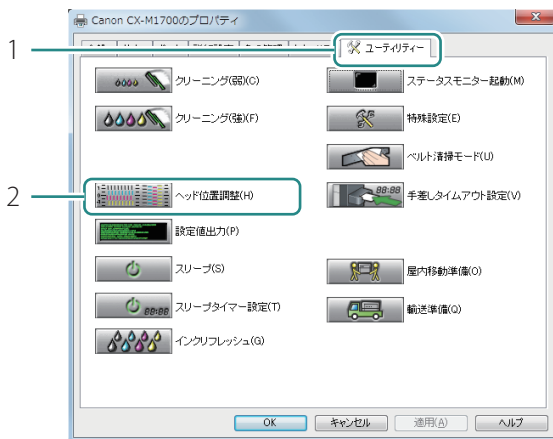 Canon CX-M1700のプロパティ
1
ユーティリティー
クリーニング(弱)(C)
ステータスモニター起動(M)
クリーニング(強)(F)
特殊設定(E)
ベルト清掃モード(U)
2
ヘッド位置調整(H)
88:88
手差しタイムアウト設定(V)
設定値出力(P)
スリープ(S)
屋内移動準備(O)
88:88
スリープタイマー設定(T)
輸送準備(Q)
インクリフレッシュ(G)
OK
キャンセル
適用(A)
ヘルプ